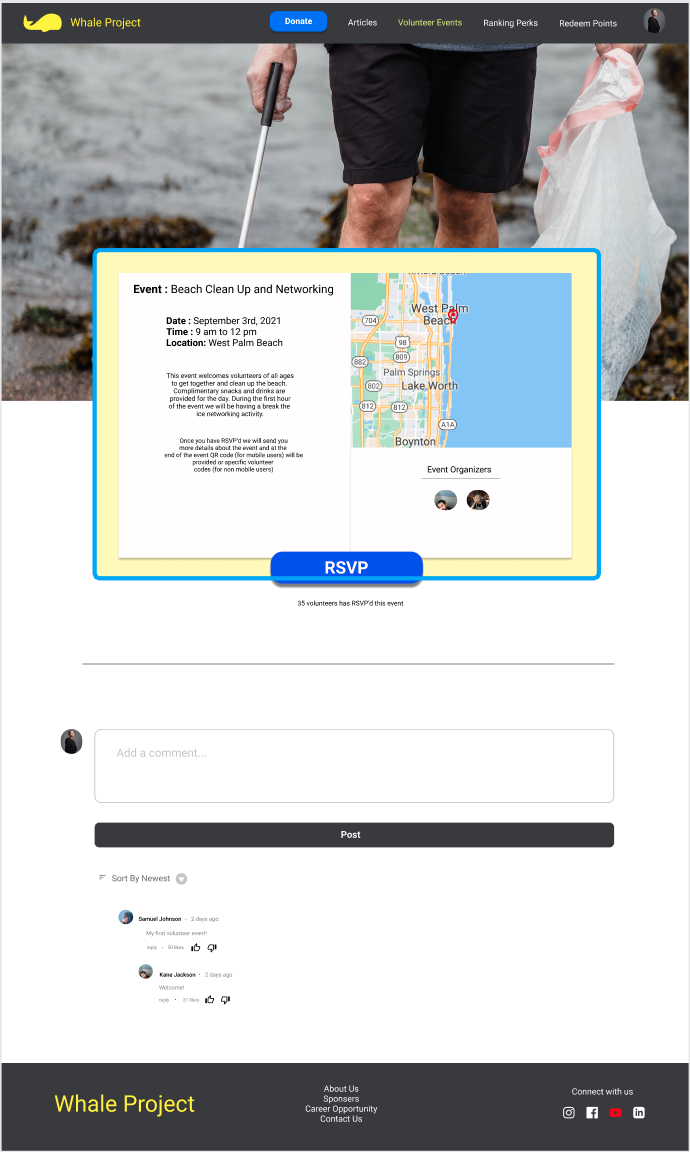 Whale Project
Donate
Articles
Volunteer Events
Ranking Perks
Redeem Points
Event : Beach Clean Up and Networking
Date : September 3rd, 2021
Time : 9 am to 12 pm
Location: West Palm Beach
This event welcomes volunteers of all ages
to get together and clean up the beach.
Complimentary snacks and drinks are
provided for the day. During the first hour
of the event we will be having a break the
ice networking activity.
Once you have RSVP'd we will send you
more details about the event and at the
end of the event QR code (for mobile users) will be
provided or specific volunteer
codes (for non mobile users)
West Palm
Beach
704
98
809
882
Palm Springs
802
Lake Worth
812
812
A1A
Boynton
Event Organizers
RSVP
35 volunteers has RSVP'd this event
Add a comment...
Post
Sort By Newest
Samuel Johnson • 2 days ago
My first volunteer event!
reply • 50 likes
Kane Jackson • 2 days ago
Welcome!
reply • 21 likes
Whale Project
About Us
Sponsers
Career Opportunity
Contact Us
Connect with us